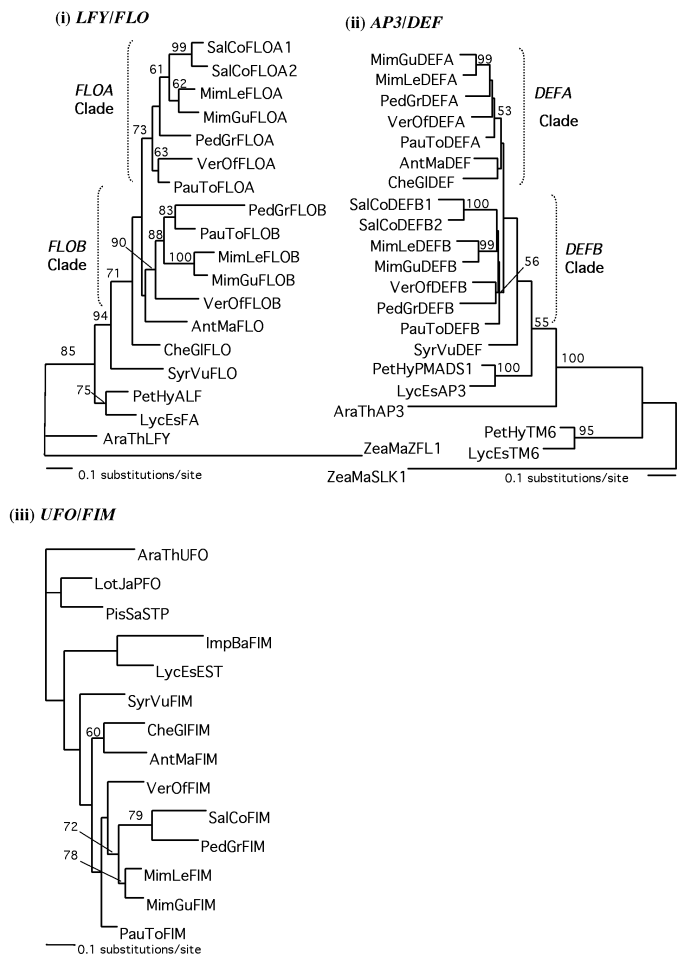 (i) LFY/FLO
FLOA
Clade
FLOB
Clade
99
SalCoFLOA1
SalCoFLOA2
61
62
MimLeFLOA
MimGuFLOA
73
PedGrFLOA
63
VerOfFLOA
PauToFLOA
83
PedGrFLOB
PauToFLOB
90
88
100
MimLeFLOB
MimGuFLOB
71
VerOfFLOB
94
AntMaFLO
CheGlFLO
85
SyrVuFLO
75
PetHyALF
LycEsFA
AraThLFY
ZeaMaZFL1
0.1 substitutions/site
(ii) AP3/DEF
MimGuDEFA
99
MimLeDEFA
PedGrDEFA
DEFA
Clade
53
VerOfDEFA
PauToDEFA
AntMaDEF
CheGlDEF
SalCoDEFB1
100
SalCoDEFB2
MimLeDEFB
99
MimGuDEFB
DEFB
Clade
56
VerOfDEFB
PedGrDEFB
PauToDEFB
55
SyrVuDEF
PetHyPMADS1
100
100
LycEsAP3
AraThAP3
PetHyTM6
95
LycEsTM6
ZeaMaSLK1
0.1 substitutions/site
(iii) UFO/FIM
AraThUFO
LotJaPFO
PisSaSTP
ImpBaFIM
LycEsEST
SyrVuFIM
60
CheGlFIM
AntMaFIM
VerOfFIM
79
SalCoFIM
72
PedGrFIM
78
MimLeFIM
MimGuFIM
PauToFIM
0.1 substitutions/site